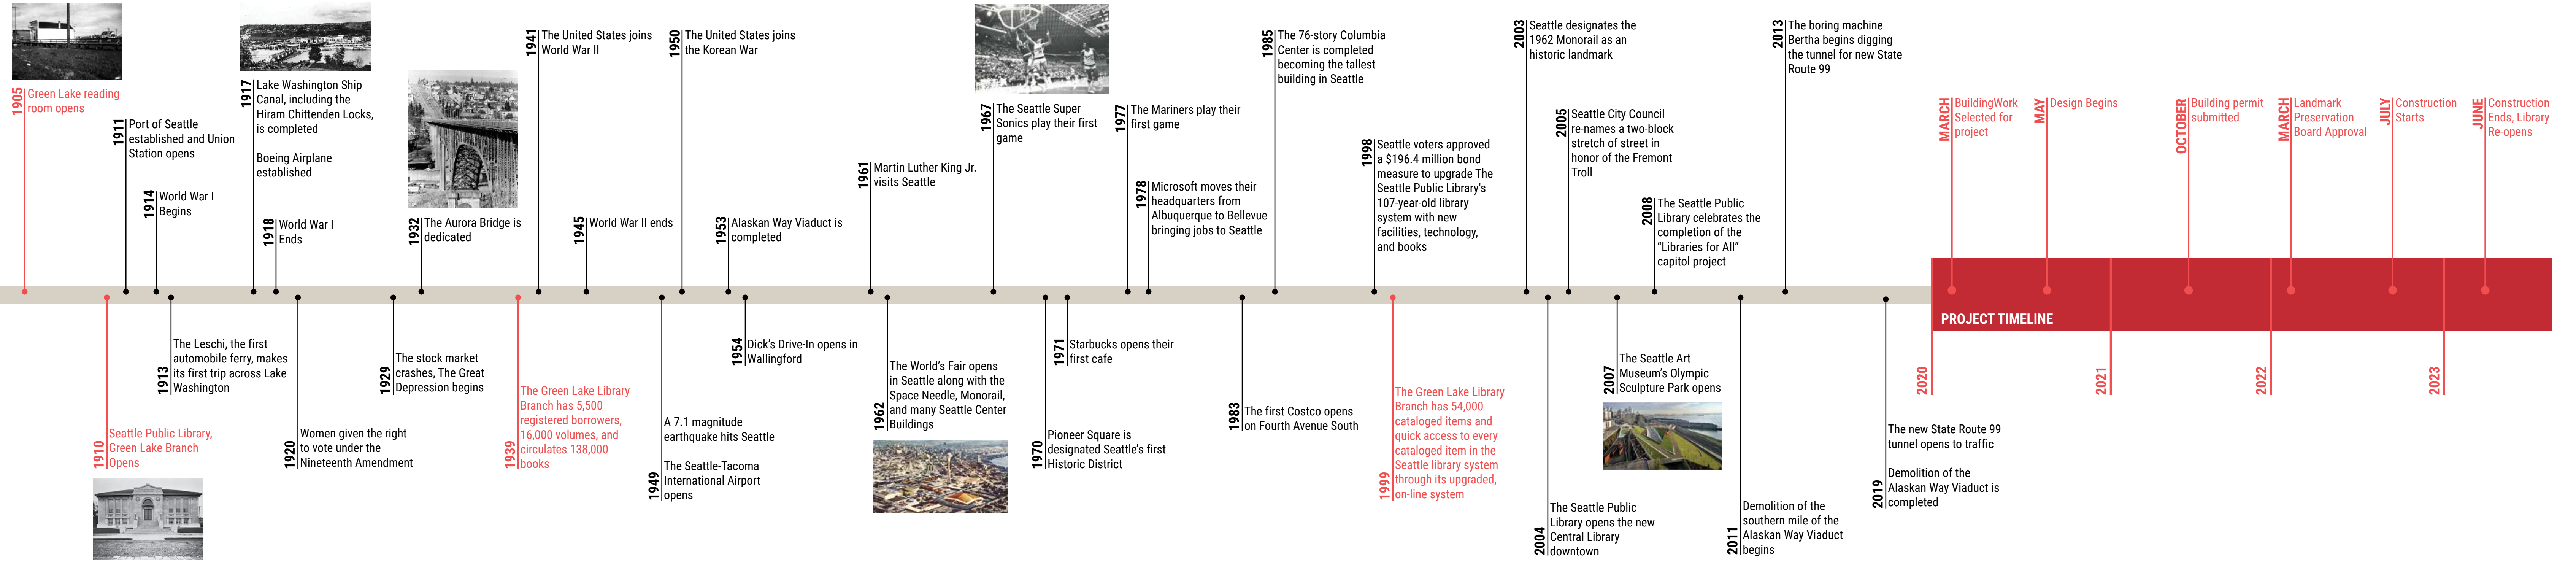 1905
Green Lake reading
room opens
1910
Seattle Public Library,
Green Lake Branch
Opens
1911
Port of Seattle
established and Union
Station opens
1914
World War I
Begins
1913
The Leschi, the first
automobile ferry, makes
its first trip across Lake
Washington
1917
Lake Washington Ship
Canal, including the
Hiram Chittenden Locks,
is completed
Boeing Airplane
established
1918
World War I
Ends
1920
Women given the right
to vote under the
Nineteenth Amendment
1929
The stock market
crashes, The Great
Depression begins
1932
The Aurora Bridge is
dedicated
1939
The Green Lake Library
Branch has 5,500
registered borrowers,
16,000 volumes, and
circulates 138,000
books
1941
The United States joins
World War II
1945
World War II ends
1949
A 7.1 magnitude
earthquake hits Seattle
The Seattle-Tacoma
International Airport
opens
1950
The United States joins
the Korean War
1953
Alaskan Way Viaduct is
completed
1954
Dick's Drive-In opens in
Wallingford
1961
Martin Luther King Jr.
visits Seattle
1962
The World's Fair opens
in Seattle along with the
Space Needle, Monorail,
and many Seattle Center
Buildings
1967
The Seattle Super
Sonics play their first
game
1970
Pioneer Square is
designated Seattle's first
Historic District
1971
Starbucks opens their
first cafe
1977
The Mariners play their
first game
1978
Microsoft moves their
headquarters from
Albuquerque to Bellevue
bringing jobs to Seattle
1983
The first Costco opens
on Fourth Avenue South
1985
The 76-story Columbia
Center is completed
becoming the tallest
building in Seattle
1998
Seattle voters approved
a $196.4 million bond
measure to upgrade The
Seattle Public Library's
107-year-old library
system with new
facilities, technology,
and books
1999
The Green Lake Library
Branch has 54,000
cataloged items and
quick access to every
cataloged item in the
Seattle library system
through its upgraded,
on-line system
2003
Seattle designates the
1962 Monorail as an
historic landmark
2004
The Seattle Public
Library opens the new
Central Library
downtown
2005
Seattle City Council
re-names a two-block
stretch of street in
honor of the Fremont
Troll
2007
The Seattle Art
Museum's Olympic
Sculpture Park opens
2008
The Seattle Public
Library celebrates the
completion of the
“Libraries for All”
capitol project
2011
Demolition of the
southern mile of the
Alaskan Way Viaduct
begins
2013
The boring machine
Bertha begins digging
the tunnel for new State
Route 99
2019
The new State Route 99
tunnel opens to traffic
Demolition of the
Alaskan Way Viaduct is
completed
PROJECT TIMELINE
2020
MARCH
BuildingWork
Selected for
project
MAY
Design Begins
2021
OCTOBER
Building permit
submitted
2022
MARCH
Landmark
Preservation
Board Approval
JULY
Construction
Starts
2023
JUNE
Construction
Ends, Library
Re-opens